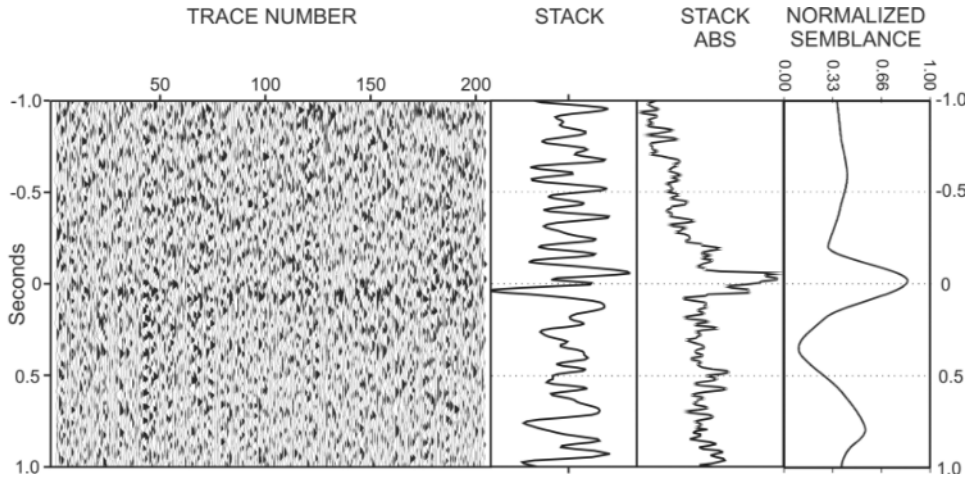 TRACE NUMBER
STACK
STACK
ABS
NORMALIZED
SEMBLANCE
50
100
150
200
0.00
0.33
0.66
1.00
-1.0
-0.5
0
0.5
1.0
Seconds
-1.0
-0.5
0
0.5
1.0